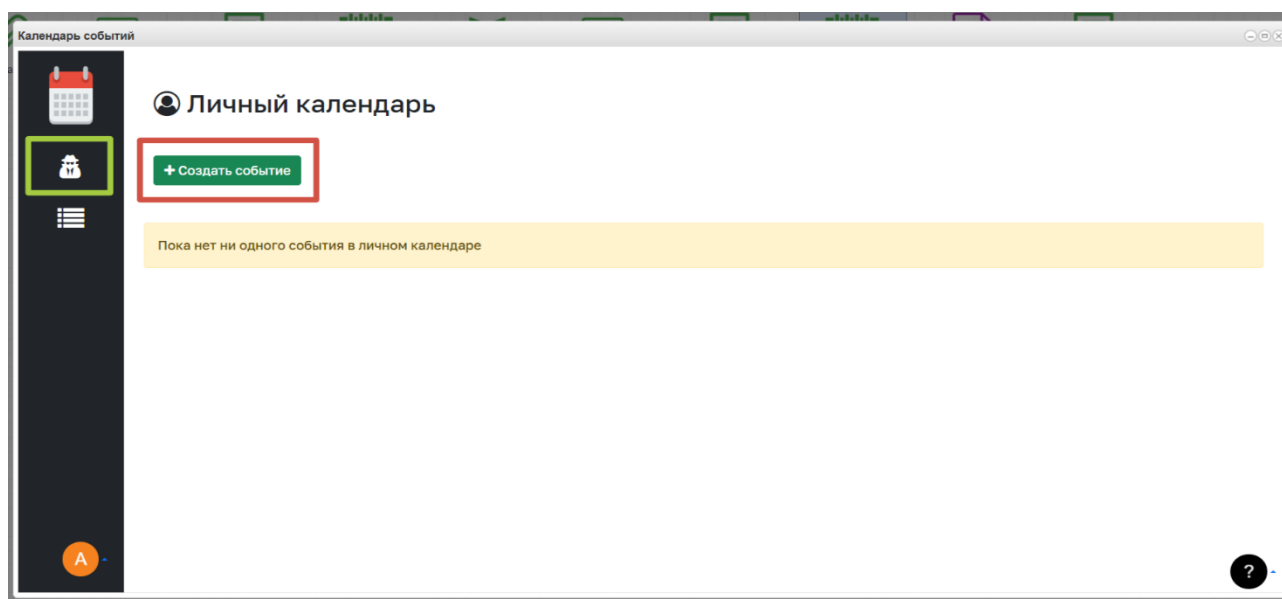 Календарь событий
Личный календарь
+ Создать событие
Пока нет ни одного события в личном календаре
А
?